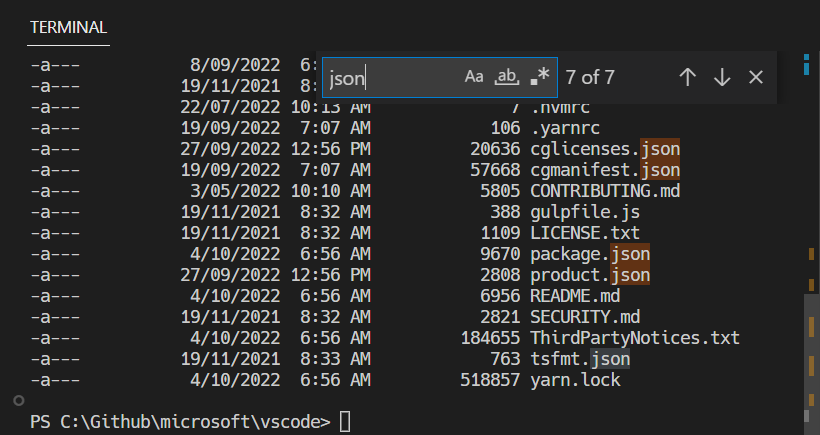 TERMINAL
-a--- 8/09/2022 6:
json Aa ab .* 7 of 7
-a--- 19/11/2021 8:
-a--- 22/07/2022 10:13 AM 7 .nvmrc
-a--- 19/09/2022 7:07 AM 106 .yarnrc
-a--- 27/09/2022 12:56 PM 20636 cglicenses.json
-a--- 19/09/2022 7:07 AM 57668 cgmanifest.json
-a--- 3/05/2022 10:10 AM 5805 CONTRIBUTING.md
-a--- 19/11/2021 8:32 AM 388 gulpfile.js
-a--- 19/11/2021 8:32 AM 1109 LICENSE.txt
-a--- 4/10/2022 6:56 AM 9670 package.json
-a--- 27/09/2022 12:56 PM 2808 product.json
-a--- 4/10/2022 6:56 AM 6956 README.md
-a--- 19/11/2021 8:32 AM 2821 SECURITY.md
-a--- 4/10/2022 6:56 AM 184655 ThirdPartyNotices.txt
-a--- 19/11/2021 8:33 AM 763 tsfmt.json
-a--- 4/10/2022 6:56 AM 518857 yarn.lock
PS C:\Github\microsoft\vscode>